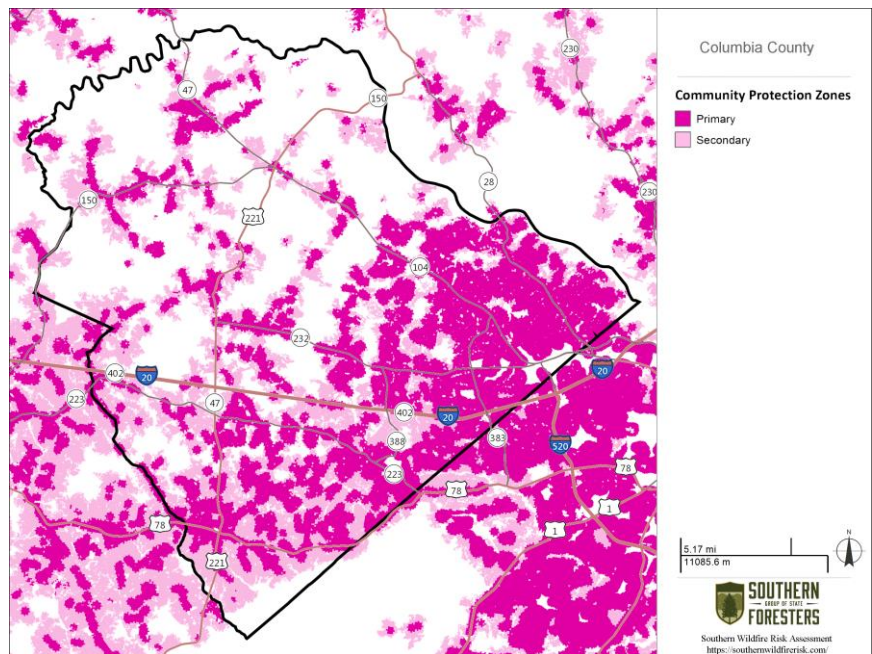 Columbia County
Community Protection Zones
Primary
Secondary
230
47
150
28
230
150
221
104
232
20
402
223
47
402
20
20
388
383
520
223
78
78
78
1
1
221
N
5.17 mi
11085.6 m
SOUTHERN
GROUP OF STATE
FORESTERS
Southern Wildfire Risk Assessment
https://southernwildfirerisk.com/